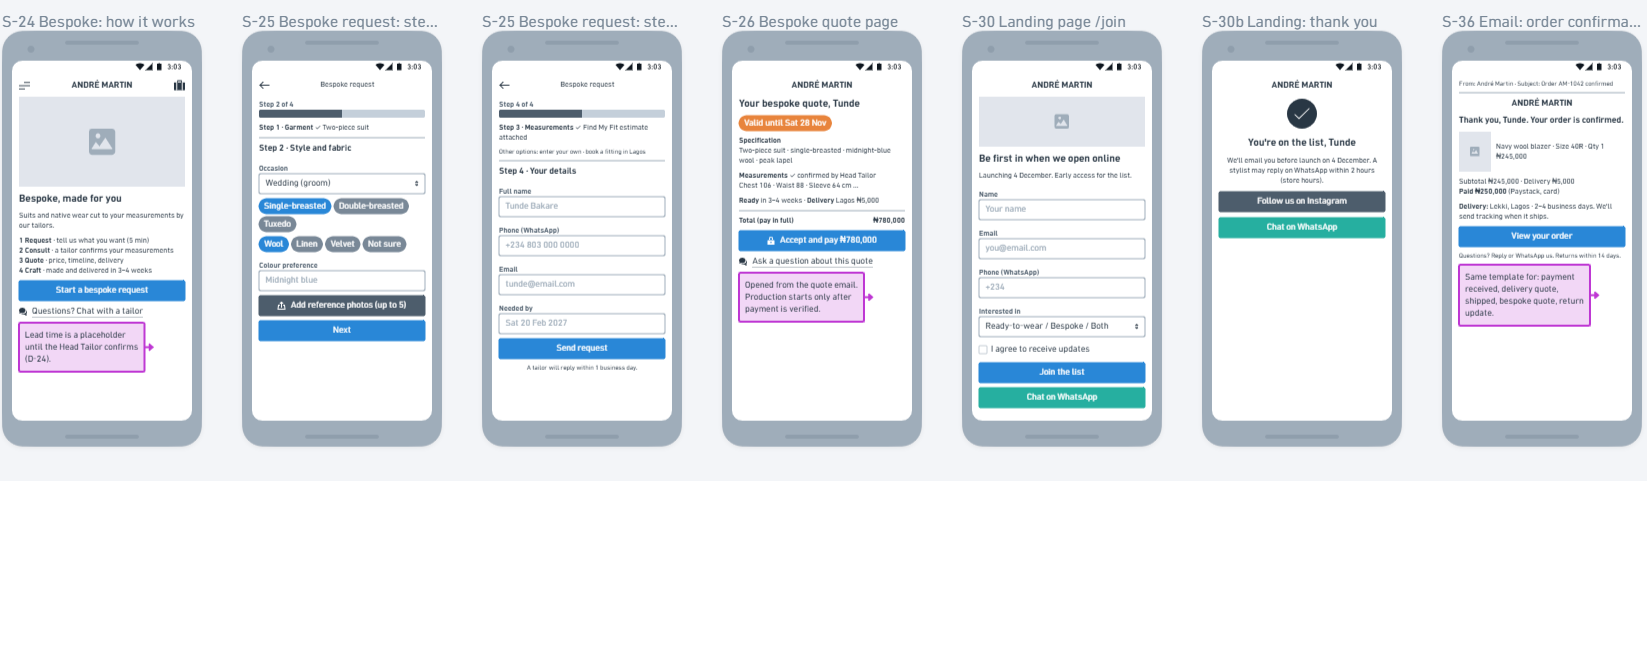 S-24 Bespoke: how it works
3:03
ANDRÉ MARTIN
Bespoke, made for you
Suits and native wear cut to your measurements by
our tailors.
1 Request · tell us what you want (5 min)
2 Consult · a tailor confirms your measurements
3 Quote · price, timeline, delivery
4 Craft · made and delivered in 3–4 weeks
Start a bespoke request
Questions? Chat with a tailor
Lead time is a placeholder
until the Head Tailor confirms
(D-24).
S-25 Bespoke request: ste...
3:03
Bespoke request
Step 2 of 4
Step 1 · Garment ✓ Two-piece suit
Step 2 · Style and fabric
Occasion
Wedding (groom)
Single-breasted Double-breasted
Tuxedo
Wool Linen Velvet Not sure
Colour preference
Midnight blue
Add reference photos (up to 5)
Next
S-25 Bespoke request: ste...
3:03
Bespoke request
Step 4 of 4
Step 3 · Measurements ✓ Find My Fit estimate
attached
Other options: enter your own · book a fitting in Lagos
Step 4 · Your details
Full name
Tunde Bakare
Phone (WhatsApp)
+234 803 000 0000
Email
tunde@email.com
Needed by
Sat 20 Feb 2027
Send request
A tailor will reply within 1 business day.
S-26 Bespoke quote page
3:03
ANDRÉ MARTIN
Your bespoke quote, Tunde
Valid until Sat 28 Nov
Specification
Two-piece suit · single-breasted · midnight-blue
wool · peak lapel
Measurements ✓ confirmed by Head Tailor
Chest 106 · Waist 88 · Sleeve 64 cm ...
Ready in 3–4 weeks · Delivery Lagos ₦5,000
Total (pay in full) ₦780,000
Accept and pay ₦780,000
Ask a question about this quote
Opened from the quote email.
Production starts only after
payment is verified.
S-30 Landing page /join
3:03
ANDRÉ MARTIN
Be first in when we open online
Launching 4 December. Early access for the list.
Name
Your name
Email
you@email.com
Phone (WhatsApp)
+234
Interested in
Ready-to-wear / Bespoke / Both
I agree to receive updates
Join the list
Chat on WhatsApp
S-30b Landing: thank you
3:03
ANDRÉ MARTIN
You're on the list, Tunde
We'll email you before launch on 4 December. A
stylist may reply on WhatsApp within 2 hours
(store hours).
Follow us on Instagram
Chat on WhatsApp
S-36 Email: order confirma...
3:03
From: André Martin · Subject: Order AM-1042 confirmed
ANDRÉ MARTIN
Thank you, Tunde. Your order is confirmed.
Navy wool blazer · Size 40R · Qty 1
₦245,000
Subtotal ₦245,000 · Delivery ₦5,000
Paid ₦250,000 (Paystack, card)
Delivery: Lekki, Lagos · 2–4 business days. We'll
send tracking when it ships.
View your order
Questions? Reply or WhatsApp us. Returns within 14 days.
Same template for: payment
received, delivery quote,
shipped, bespoke quote, return
update.